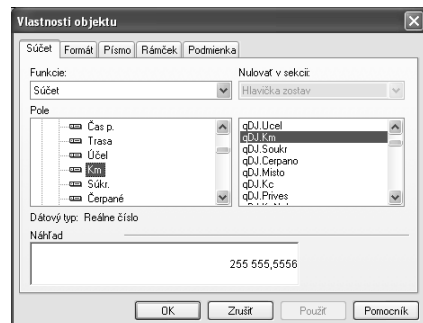 Vlastnosti objektu
Súčet Formát Písmo Rámček Podmienka
Funkcie: Nulovať v sekcii:
Súčet Hlavička zostav
Pole
Čas p.
Trasa
Účel
Km
Súkr.
Čerpané
qDJ.Ucel
qDJ.Km
qDJ.Soukr
qDJ.Cerpano
qDJ.Misto
qDJ.Kc
qDJ.Prives
Dátový typ: Reálne číslo
Náhľad
255 555,5556
OK Zrušiť Použiť Pomocník